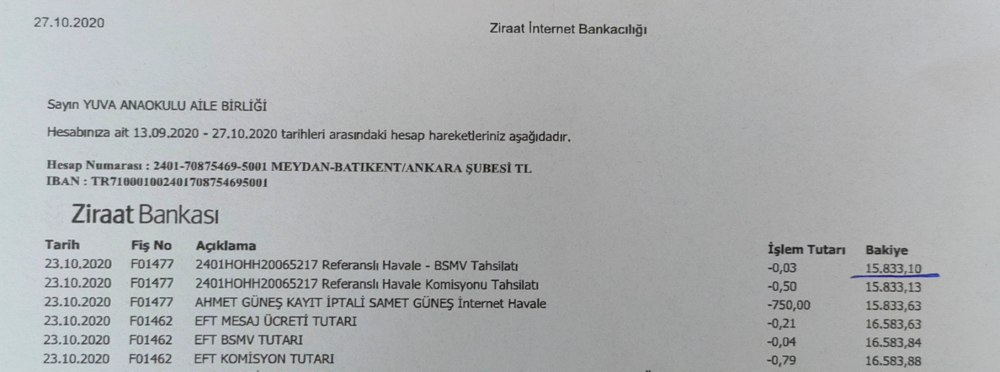 27.10.2020
Ziraat İnternet Bankacılığı
Sayın YUVA ANAOKULU AİLE BİRLİĞİ
Hesabınıza ait 13.09.2020 - 27.10.2020 tarihleri arasındaki hesap hareketleriniz aşağıdadır.
Hesap Numarası : 2401-70875469-5001 MEYDAN-BATIKENT/ANKARA ŞUBESİ TL
IBAN : TR710001002401708754695001
Ziraat Bankası
Tarih Fiş No Açıklama İşlem Tutarı Bakiye
23.10.2020 F01477 2401HOHH20065217 Referanslı Havale - BSMV Tahsilatı -0,03 15.833,10
23.10.2020 F01477 2401HOHH20065217 Referanslı Havale Komisyonu Tahsilatı -0,50 15.833,13
23.10.2020 F01477 AHMET GÜNEŞ KAYIT İPTALİ SAMET GÜNEŞ İnternet Havale -750,00 15.833,63
23.10.2020 F01462 EFT MESAJ ÜCRETİ TUTARI -0,21 16.583,63
23.10.2020 F01462 EFT BSMV TUTARI -0,04 16.583,84
23.10.2020 F01462 EFT KOMİSYON TUTARI -0,79 16.583,88